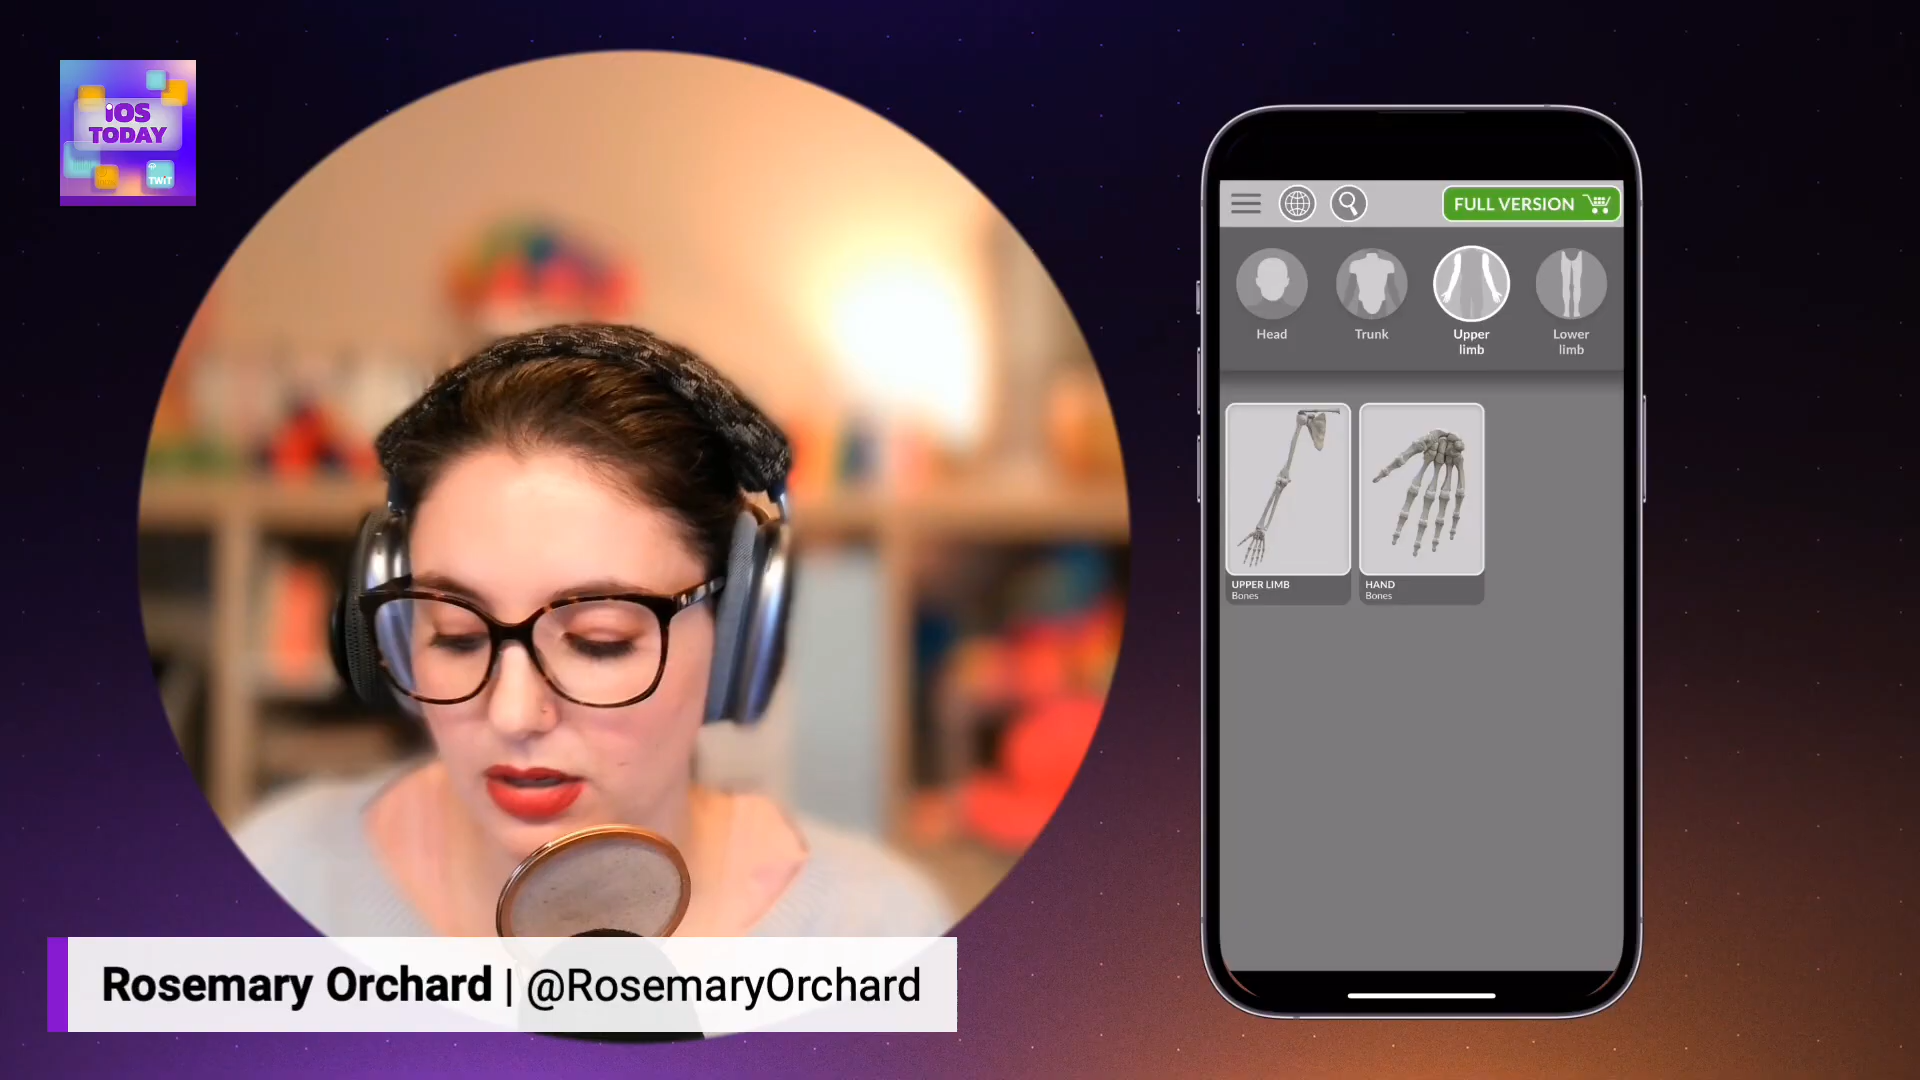 iOS
TODAY
TWiT
FULL VERSION
Head
Trunk
Upper
limb
Lower
limb
UPPER LIMB
Bones
HAND
Bones
Rosemary Orchard | @RosemaryOrchard